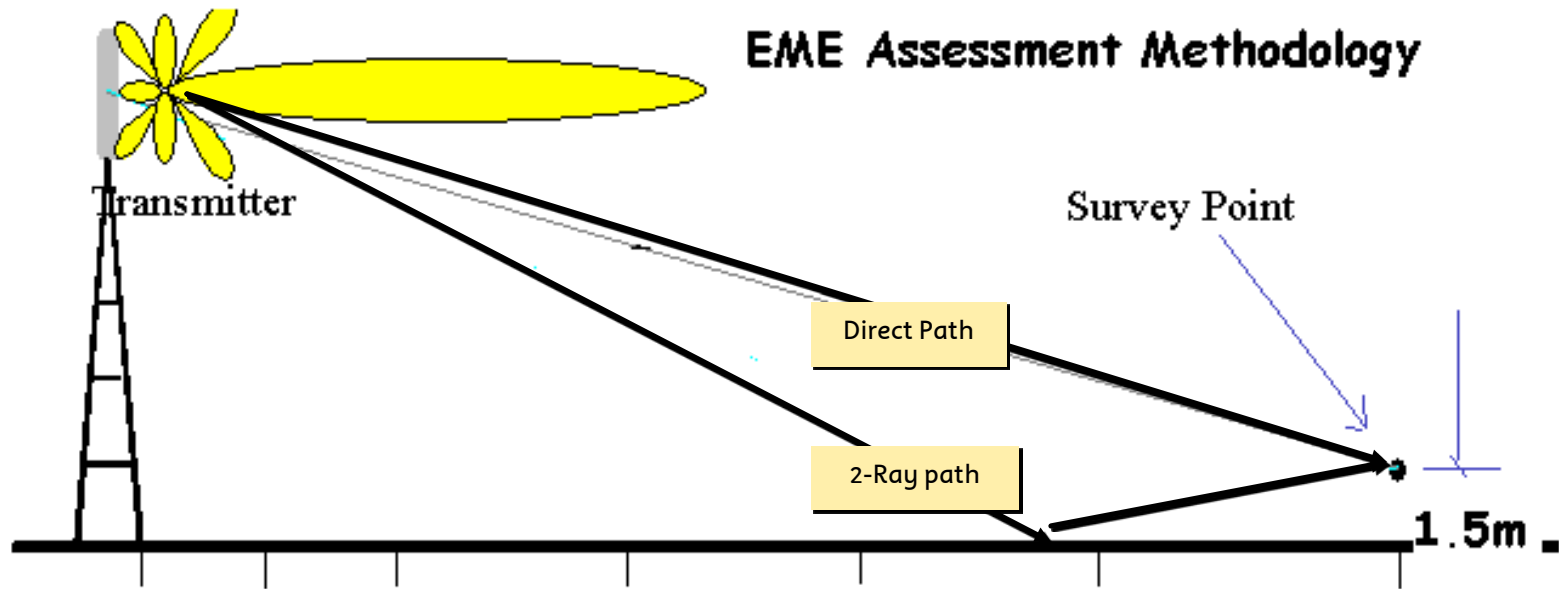 EME Assessment Methodology
Transmitter
Survey Point
Direct Path
2-Ray path
1.5m